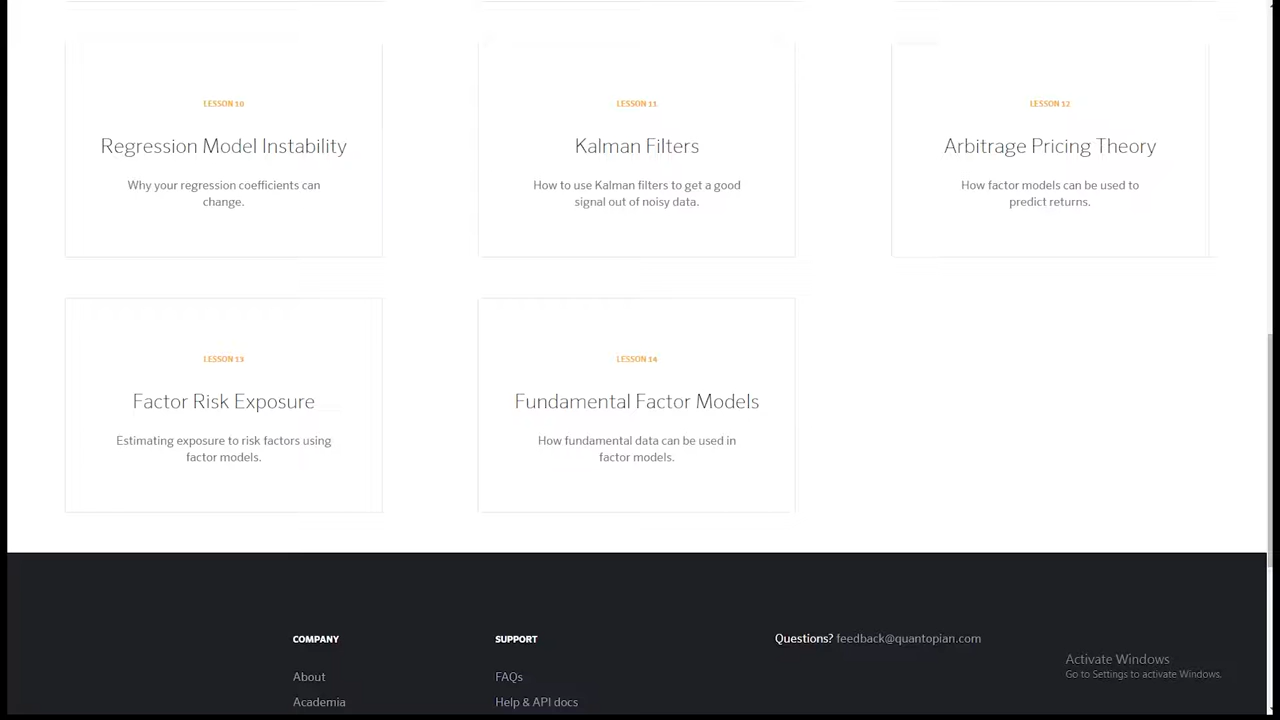 LESSON 10
Regression Model Instability
Why your regression coefficients can
change.
LESSON 11
Kalman Filters
How to use Kalman filters to get a good
signal out of noisy data.
LESSON 12
Arbitrage Pricing Theory
How factor models can be used to
predict returns.
LESSON 13
Factor Risk Exposure
Estimating exposure to risk factors using
factor models.
LESSON 14
Fundamental Factor Models
How fundamental data can be used in
factor models.
COMPANY
About
Academia
SUPPORT
FAQs
Help & API docs
Questions? feedback@quantopian.com
Activate Windows
Go to Settings to activate Windows.